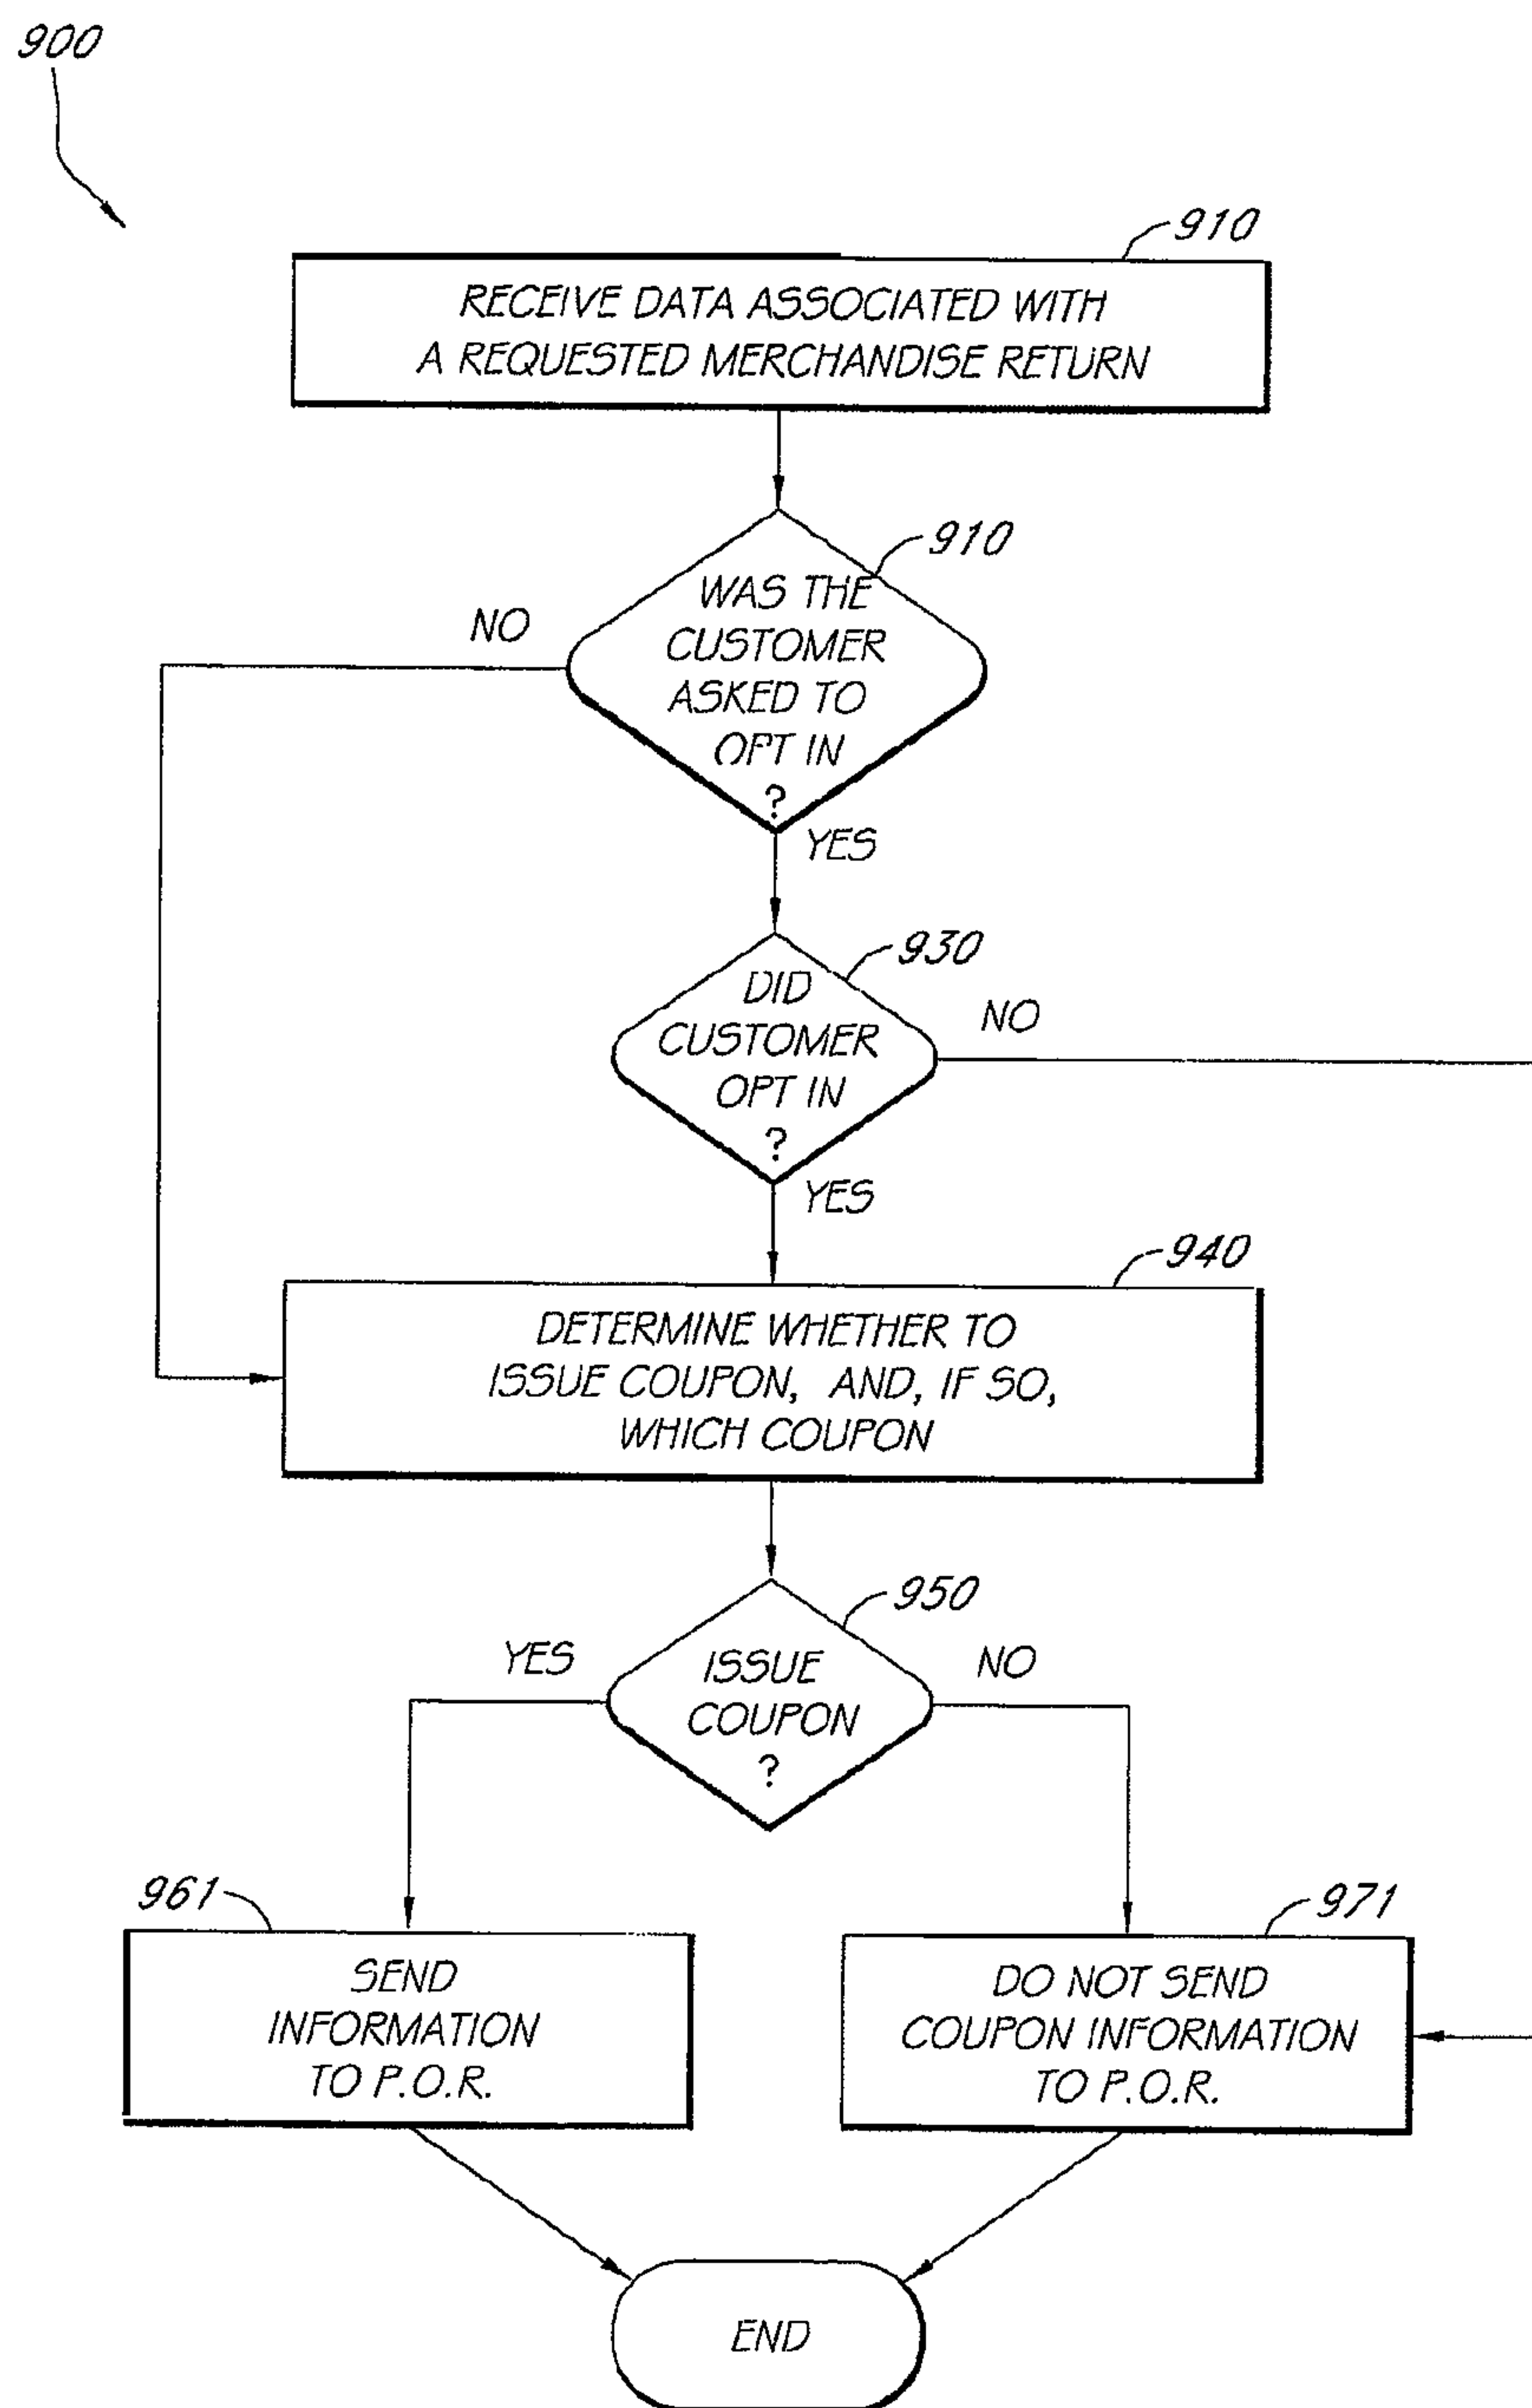 900
910
RECEIVE DATA ASSOCIATED WITH
A REQUESTED MERCHANDISE RETURN
910
WAS THE
CUSTOMER
ASKED TO
OPT IN
?
NO
YES
930
DID
CUSTOMER
OPT IN
?
NO
YES
940
DETERMINE WHETHER TO
ISSUE COUPON, AND, IF SO,
WHICH COUPON
950
YES
ISSUE
COUPON
?
NO
961
SEND
INFORMATION
TO P.O.R.
971
DO NOT SEND
COUPON INFORMATION
TO P.O.R.
END